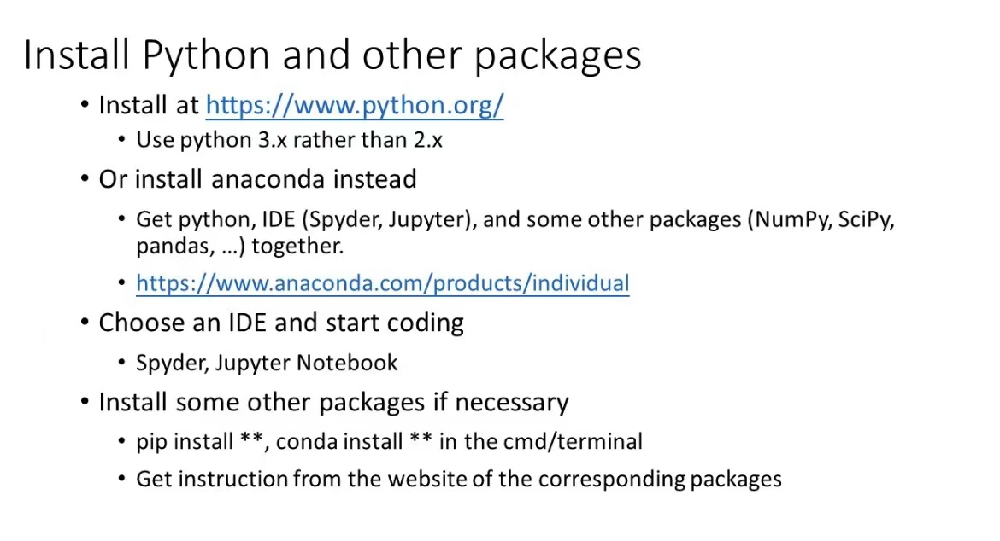 Install Python and other packages
• Install at https://www.python.org/
• Use python 3.x rather than 2.x
• Or install anaconda instead
• Get python, IDE (Spyder, Jupyter), and some other packages (NumPy, SciPy,
pandas, …) together.
• https://www.anaconda.com/products/individual
• Choose an IDE and start coding
• Spyder, Jupyter Notebook
• Install some other packages if necessary
• pip install **, conda install ** in the cmd/terminal
• Get instruction from the website of the corresponding packages